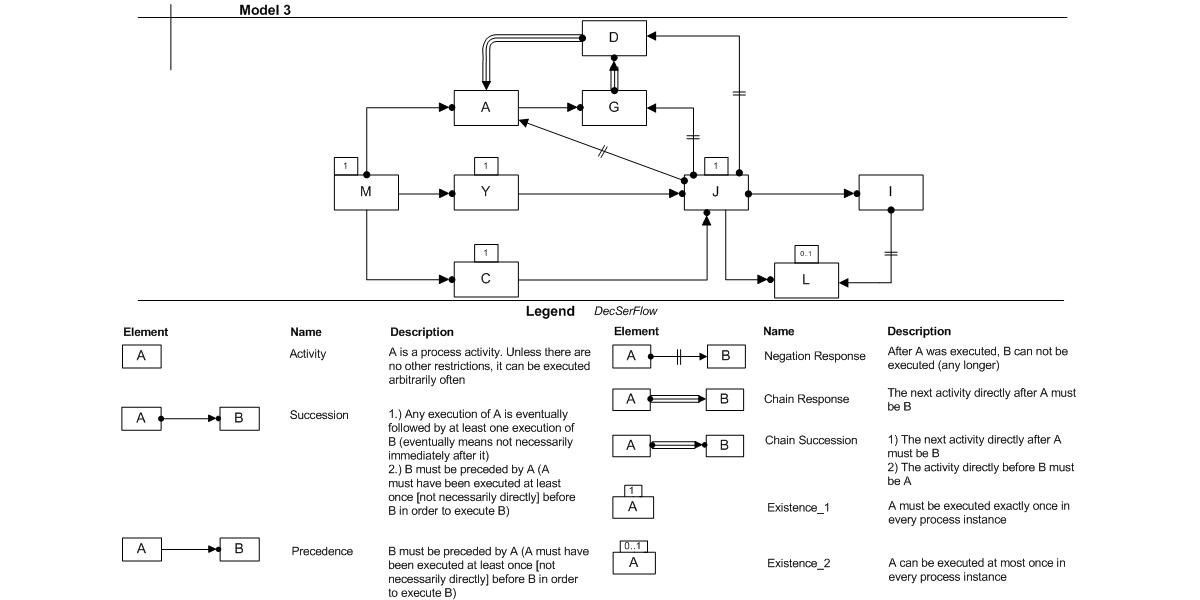 Model 3
D
A
G
1
1
1
M
Y
J
I
1
0..1
C
L
Legend DecSerFlow
Element Name Description
A
Activity
A is a process activity. Unless there are
no other restrictions, it can be executed
arbitrarily often
A B
Succession
1.) Any execution of A is eventually
followed by at least one execution of
B (eventually means not necessarily
immediately after it)
2.) B must be preceded by A (A
must have been executed at least
once [not necessarily directly] before
B in order to execute B)
A B
Precedence
B must be preceded by A (A must have
been executed at least once [not
necessarily directly] before B in order
to execute B)
Element Name Description
A B
Negation Response
After A was executed, B can not be
executed (any longer)
A B
Chain Response
The next activity directly after A must
be B
A B
Chain Succession
1) The next activity directly after A
must be B
2) The activity directly before B must
be A
1
A
Existence_1
A must be executed exactly once in
every process instance
0..1
A
Existence_2
A can be executed at most once in
every process instance